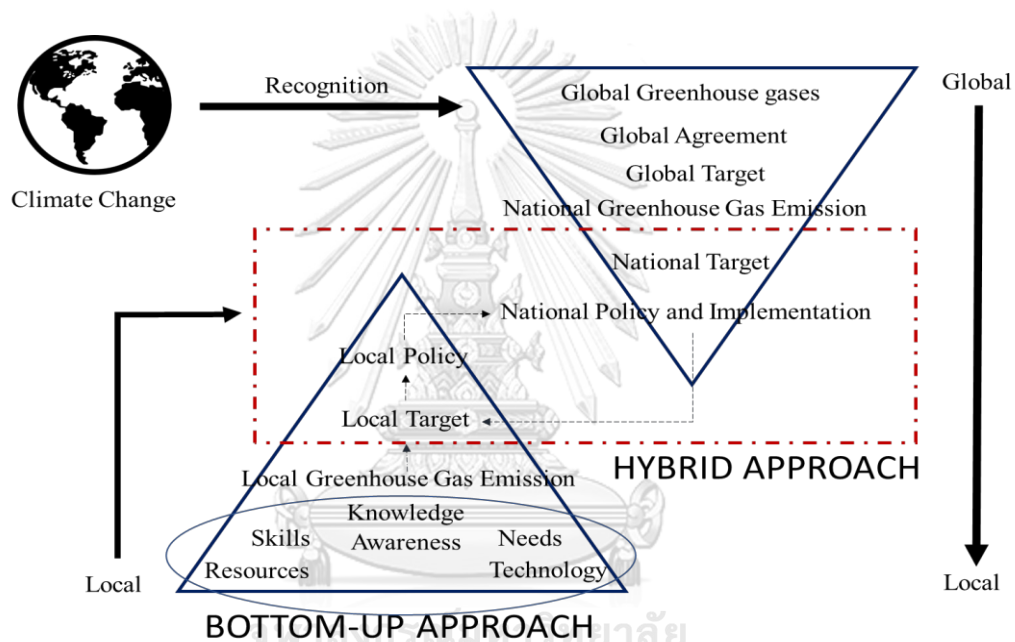 Recognition
Climate Change
Global Greenhouse gases
Global Agreement
Global Target
National Greenhouse Gas Emission
National Target
National Policy and Implementation
Global
Local
Local Policy
Local Target
HYBRID APPROACH
Local Greenhouse Gas Emission
Knowledge
Skills Awareness Needs
Resources Technology
Local
BOTTOM-UP APPROACH